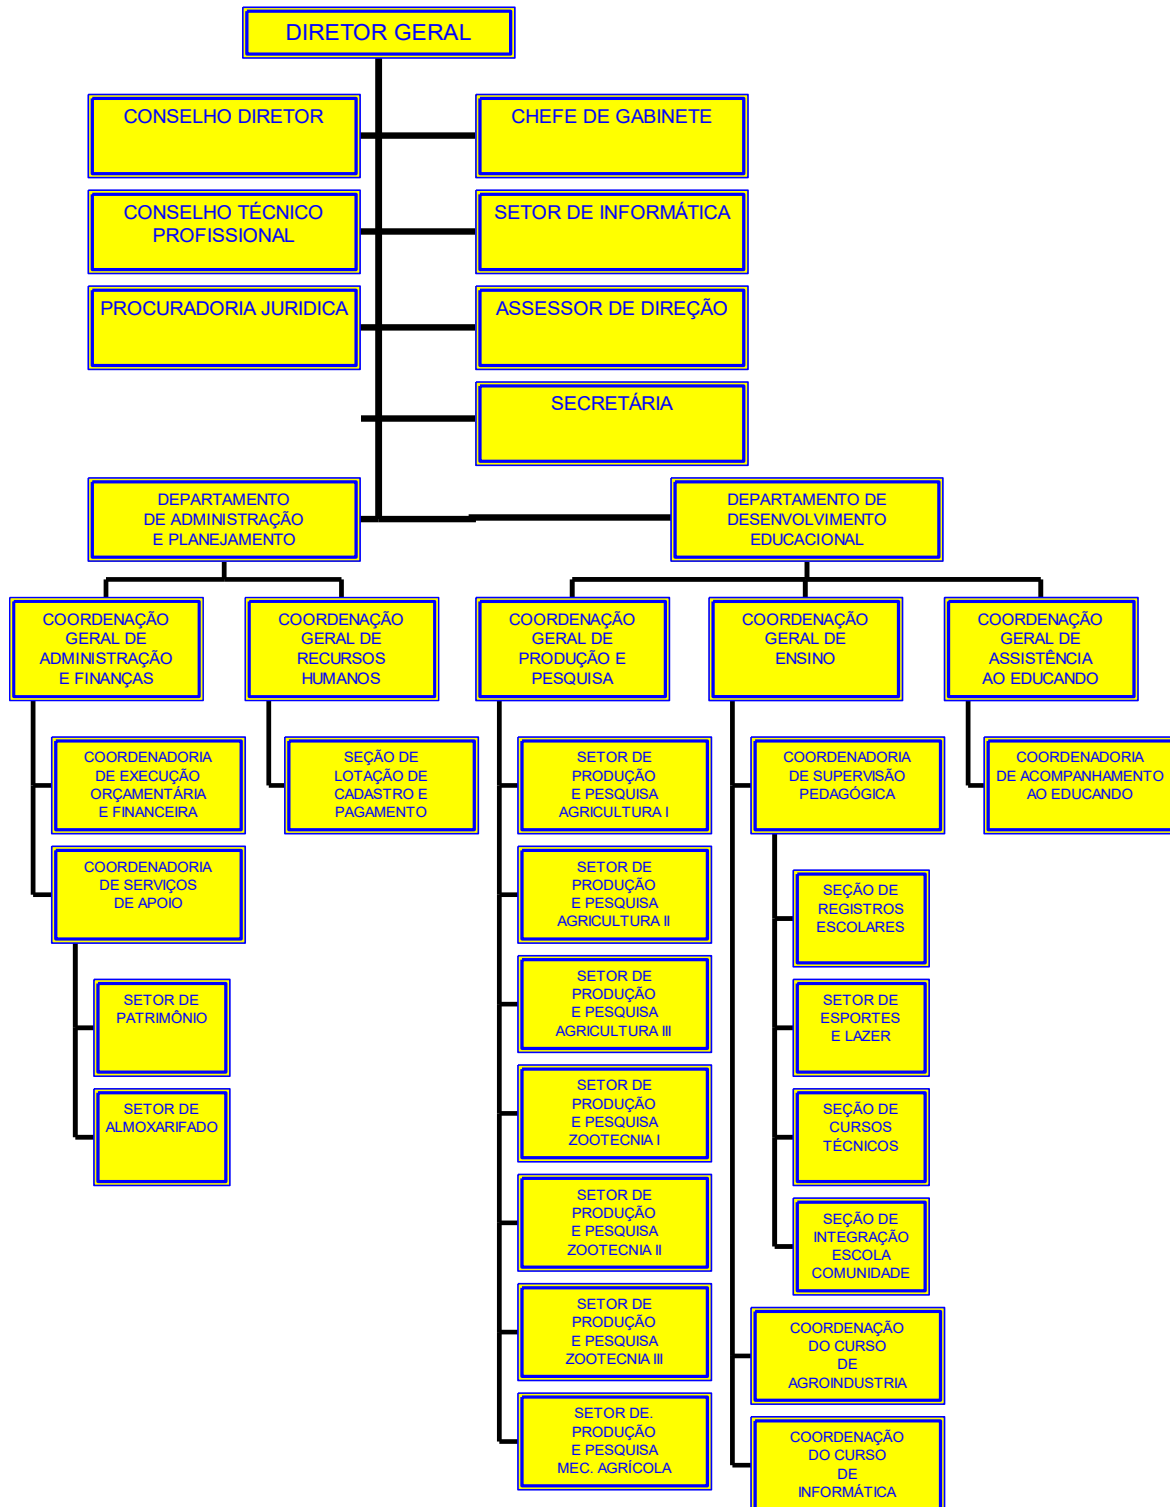 DIRETOR GERAL
CONSELHO DIRETOR
CHEFE DE GABINETE
CONSELHO TÉCNICO
PROFISSIONAL
SETOR DE INFORMÁTICA
PROCURADORIA JURIDICA
ASSESSOR DE DIREÇÃO
SECRETÁRIA
DEPARTAMENTO
DE ADMINISTRAÇÃO
E PLANEJAMENTO
DEPARTAMENTO DE
DESENVOLVIMENTO
EDUCACIONAL
COORDENAÇÃO
GERAL DE
ADMINISTRAÇÃO
E FINANÇAS
COORDENAÇÃO
GERAL DE
RECURSOS
HUMANOS
COORDENAÇÃO
GERAL DE
PRODUÇÃO E
PESQUISA
COORDENAÇÃO
GERAL DE
ENSINO
COORDENAÇÃO
GERAL DE
ASSISTÊNCIA
AO EDUCANDO
COORDENADORIA
DE EXECUÇÃO
ORÇAMENTÁRIA
E FINANCEIRA
COORDENADORIA
DE SERVIÇOS
DE APOIO
SETOR DE
PATRIMÔNIO
SETOR DE
ALMOXARIFADO
SEÇÃO DE
LOTAÇÃO DE
CADASTRO E
PAGAMENTO
SETOR DE
PRODUÇÃO
E PESQUISA
AGRICULTURA I
SETOR DE
PRODUÇÃO
E PESQUISA
AGRICULTURA II
SETOR DE
PRODUÇÃO
E PESQUISA
AGRICULTURA III
SETOR DE
PRODUÇÃO
E PESQUISA
ZOOTECNIA I
SETOR DE
PRODUÇÃO
E PESQUISA
ZOOTECNIA II
SETOR DE
PRODUÇÃO
E PESQUISA
ZOOTECNIA III
SETOR DE.
PRODUÇÃO
E PESQUISA
MEC. AGRÍCOLA
COORDENADORIA
DE SUPERVISÃO
PEDAGÓGICA
SEÇÃO DE
REGISTROS
ESCOLARES
SETOR DE
ESPORTES
E LAZER
SEÇÃO DE
CURSOS
TÉCNICOS
SEÇÃO DE
INTEGRAÇÃO
ESCOLA
COMUNIDADE
COORDENAÇÃO
DO CURSO
DE
AGROINDUSTRIA
COORDENAÇÃO
DO CURSO
DE
INFORMÁTICA
COORDENADORIA
DE ACOMPANHAMENTO
AO EDUCANDO